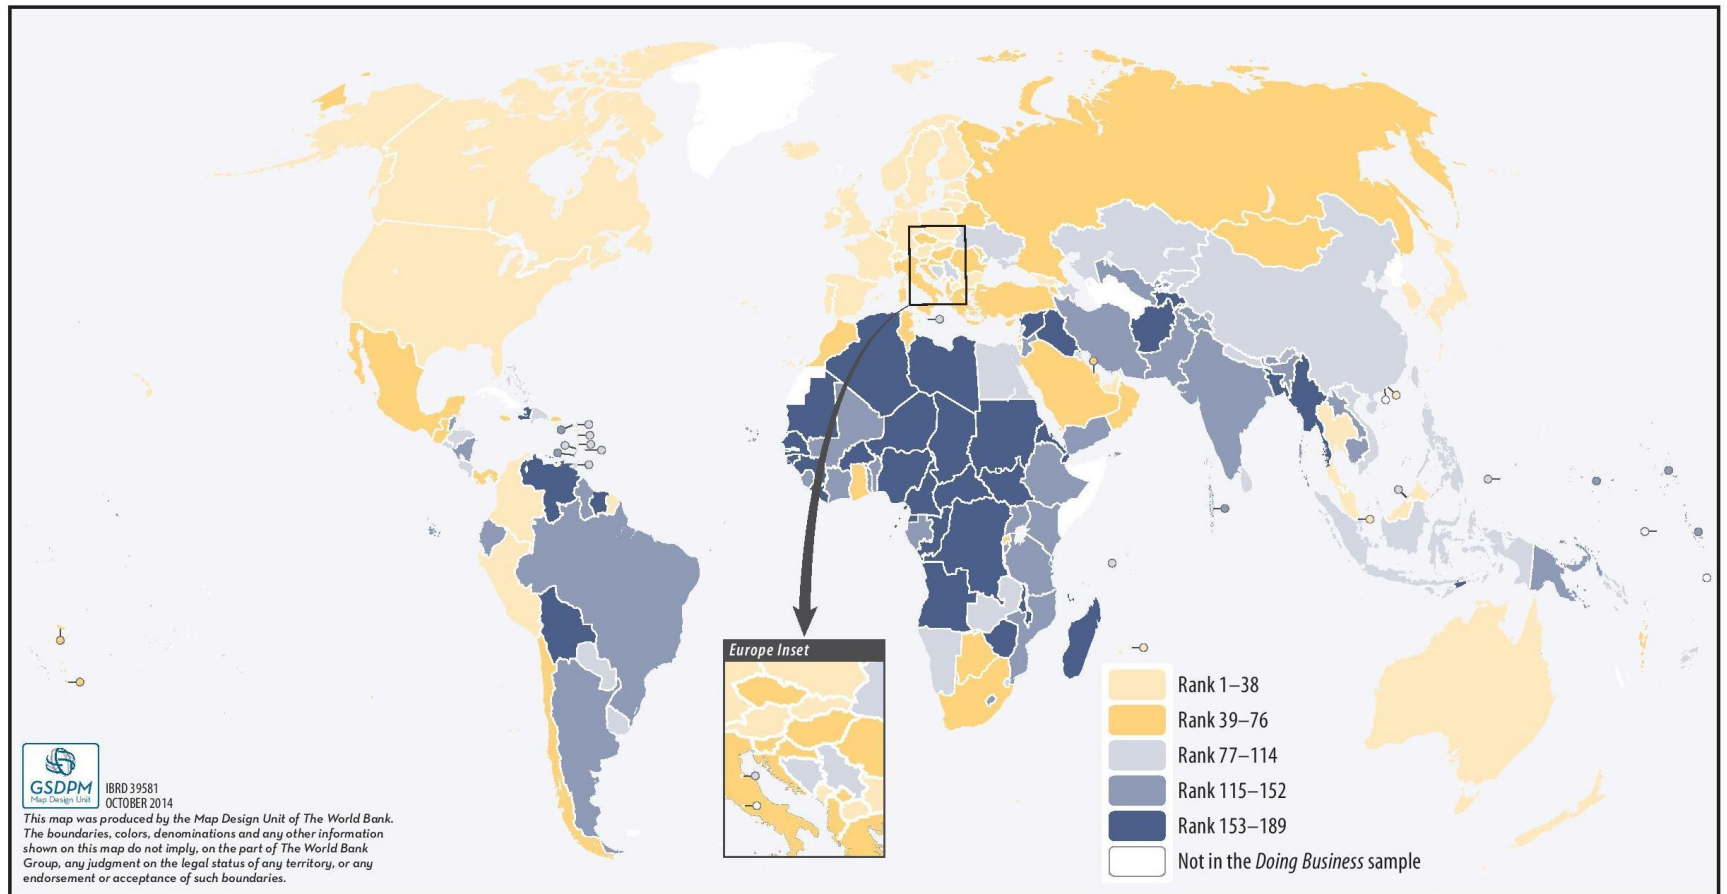 Europe Inset
Rank 1–38
Rank 39–76
Rank 77–114
Rank 115–152
Rank 153–189
Not in the Doing Business sample
GSDPM
Map Design Unit
IBRD 39581
OCTOBER 2014
This map was produced by the Map Design Unit of The World Bank.
The boundaries, colors, denominations and any other information
shown on this map do not imply, on the part of The World Bank
Group, any judgment on the legal status of any territory, or any
endorsement or acceptance of such boundaries.